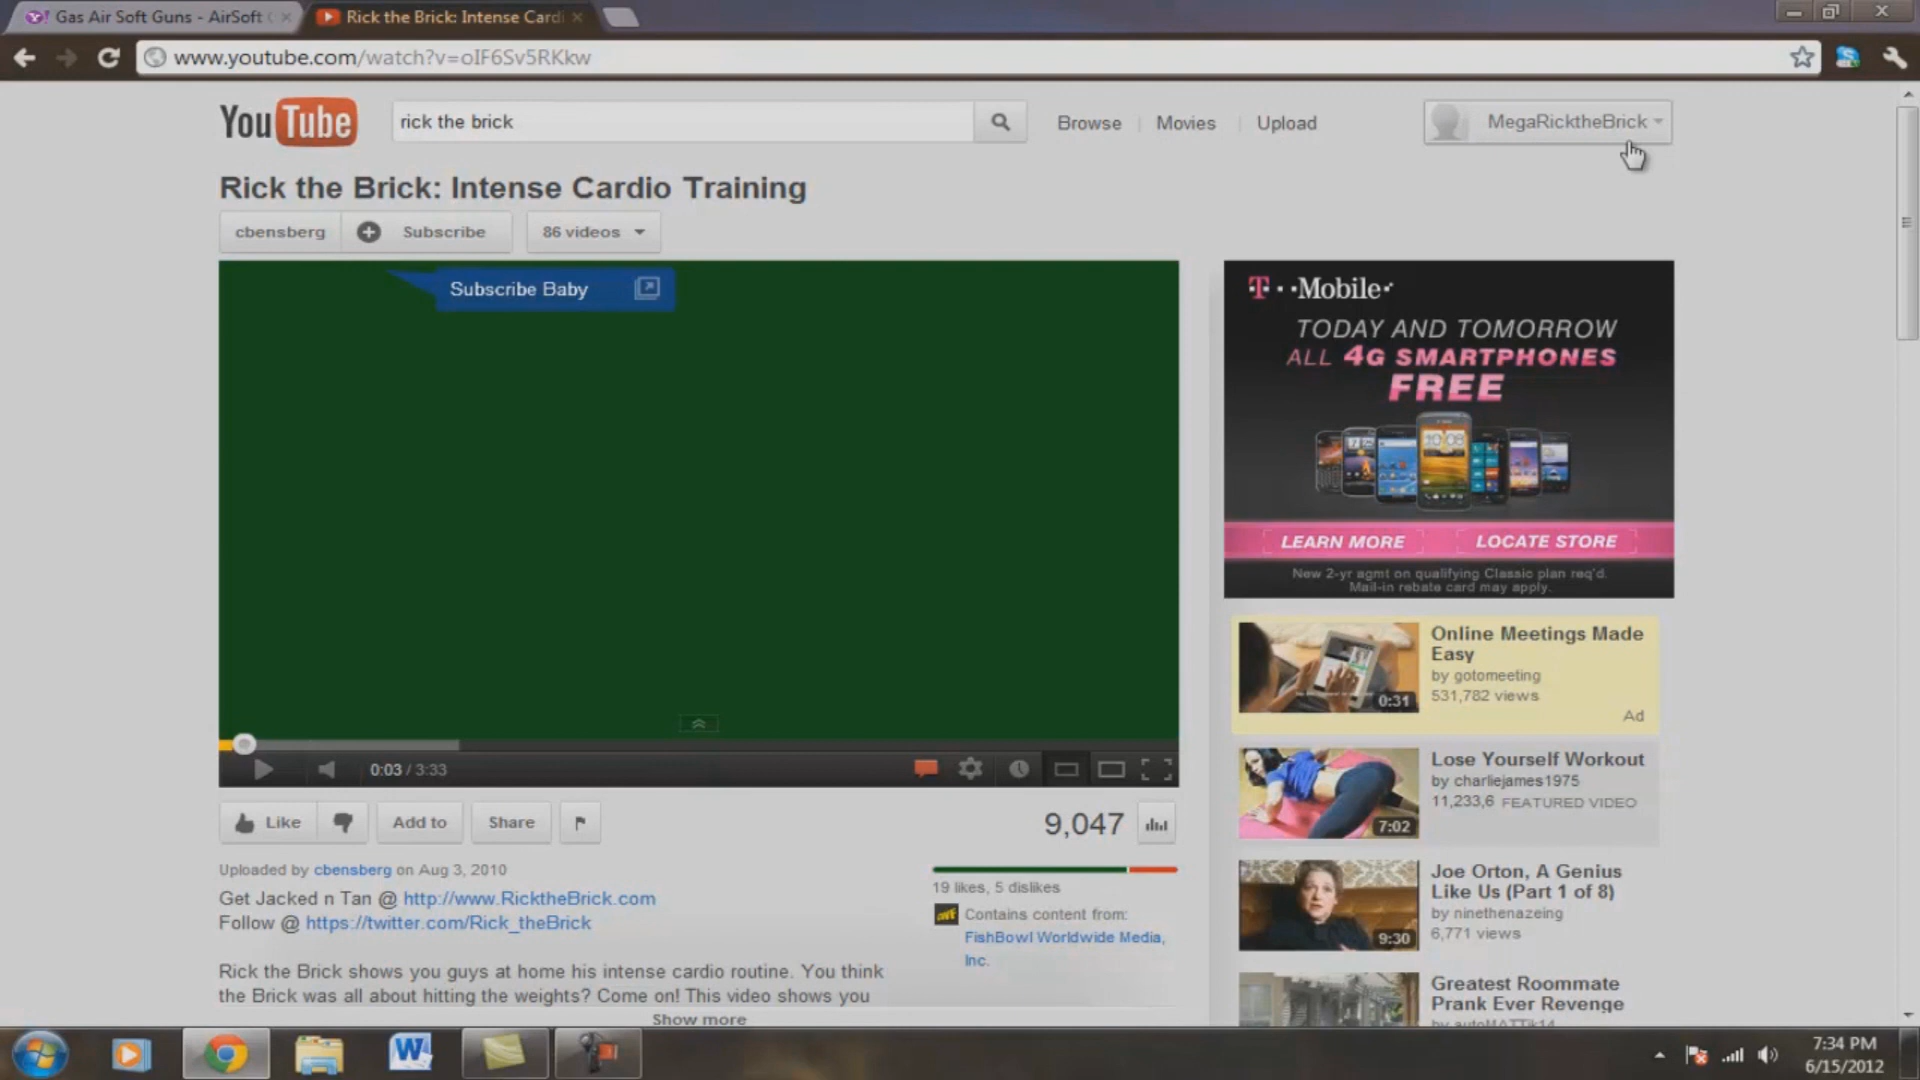 Gas Air Soft Guns - AirSoft
Rick the Brick: Intense Cardi
www.youtube.com/watch?v=oIF6Sv5RKkw
YouTube
rick the brick
Browse
Movies
Upload
MegaRicktheBrick
Rick the Brick: Intense Cardio Training
cbensberg
Subscribe
86 videos
Subscribe Baby
0:03 / 3:33
Like
Add to
Share
9,047
Uploaded by cbensberg on Aug 3, 2010
Get Jacked n Tan @ http://www.RicktheBrick.com
Follow @ https://twitter.com/Rick_theBrick
Rick the Brick shows you guys at home his intense cardio routine. You think
the Brick was all about hitting the weights? Come on! This video shows you
Show more
19 likes, 5 dislikes
Contains content from:
FishBowl Worldwide Media,
Inc.
T··Mobile·
TODAY AND TOMORROW
ALL 4G SMARTPHONES
FREE
10:08
LEARN MORE
LOCATE STORE
New 2-yr agmt on qualifying Classic plan req'd.
Mail-in rebate card may apply.
Online Meetings Made
Easy
by gotomeeting
531,782 views
Ad
0:31
Lose Yourself Workout
by charliejames1975
11,233,6 FEATURED VIDEO
7:02
Joe Orton, A Genius
Like Us (Part 1 of 8)
by ninethenazeing
6,771 views
9:30
Greatest Roommate
Prank Ever Revenge
by autoMATTik14
7:34 PM
6/15/2012